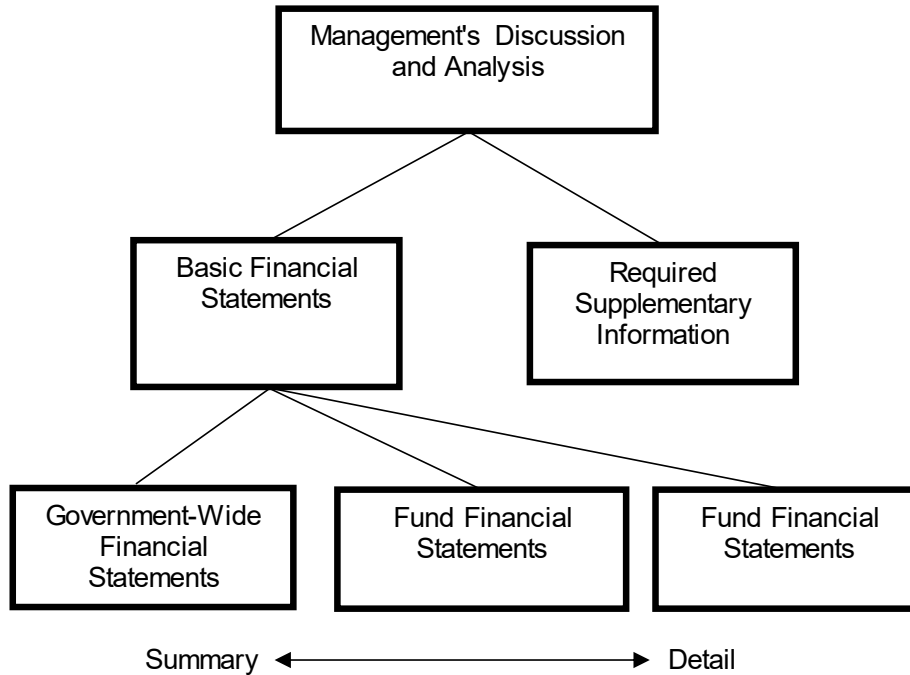 Management's Discussion
and Analysis
Basic Financial
Statements
Required
Supplementary
Information
Government-Wide
Financial
Statements
Fund Financial
Statements
Fund Financial
Statements
Summary
Detail